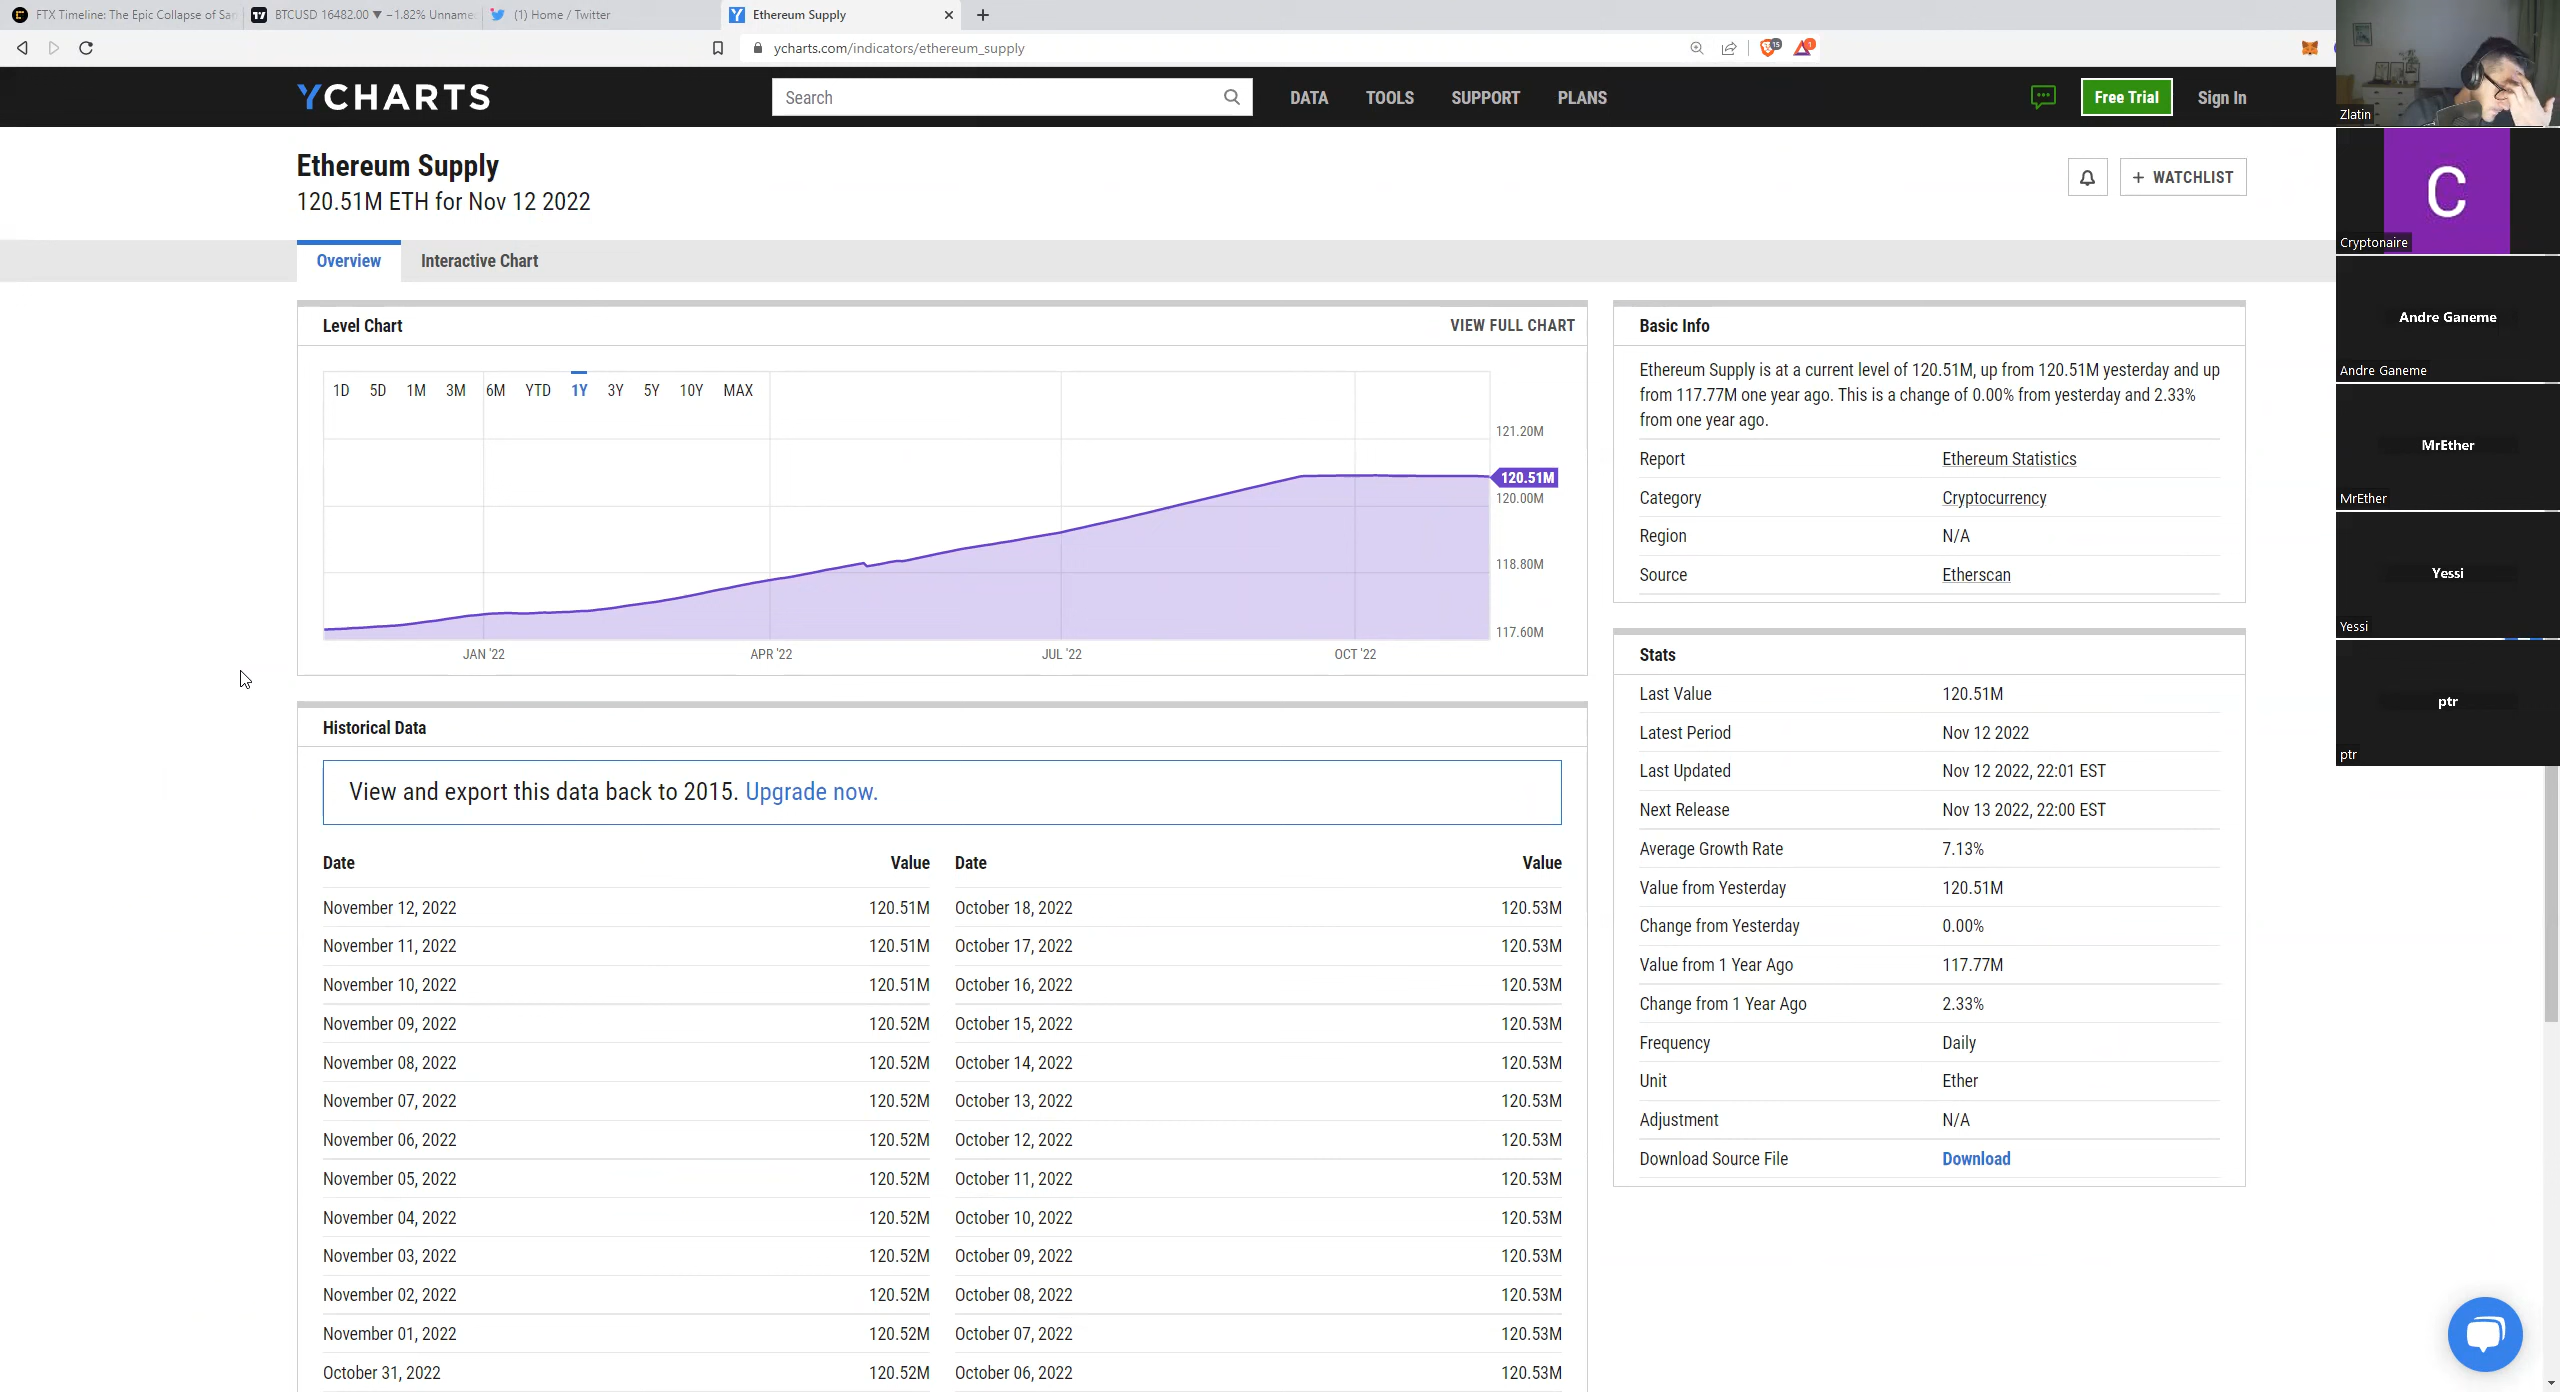 FTX Timeline: The Epic Collapse of Sa
BTCUSD 16482.00 ▼ −1.82% Unname
(1) Home / Twitter
Ethereum Supply
ycharts.com/indicators/ethereum_supply
15
1
YCHARTS
Search
DATA
TOOLS
SUPPORT
PLANS
Free Trial
Sign In
Ethereum Supply
120.51M ETH for Nov 12 2022
+ WATCHLIST
Overview
Interactive Chart
Level Chart
VIEW FULL CHART
1D 5D 1M 3M 6M YTD 1Y 3Y 5Y 10Y MAX
121.20M
120.51M
120.00M
118.80M
117.60M
JAN '22 APR '22 JUL '22 OCT '22
Historical Data
View and export this data back to 2015. Upgrade now.
Date Value Date Value
November 12, 2022 120.51M October 18, 2022 120.53M
November 11, 2022 120.51M October 17, 2022 120.53M
November 10, 2022 120.51M October 16, 2022 120.53M
November 09, 2022 120.52M October 15, 2022 120.53M
November 08, 2022 120.52M October 14, 2022 120.53M
November 07, 2022 120.52M October 13, 2022 120.53M
November 06, 2022 120.52M October 12, 2022 120.53M
November 05, 2022 120.52M October 11, 2022 120.53M
November 04, 2022 120.52M October 10, 2022 120.53M
November 03, 2022 120.52M October 09, 2022 120.53M
November 02, 2022 120.52M October 08, 2022 120.53M
November 01, 2022 120.52M October 07, 2022 120.53M
October 31, 2022 120.52M October 06, 2022 120.53M
Basic Info
Ethereum Supply is at a current level of 120.51M, up from 120.51M yesterday and up
from 117.77M one year ago. This is a change of 0.00% from yesterday and 2.33%
from one year ago.
Report Ethereum Statistics
Category Cryptocurrency
Region N/A
Source Etherscan
Stats
Last Value 120.51M
Latest Period Nov 12 2022
Last Updated Nov 12 2022, 22:01 EST
Next Release Nov 13 2022, 22:00 EST
Average Growth Rate 7.13%
Value from Yesterday 120.51M
Change from Yesterday 0.00%
Value from 1 Year Ago 117.77M
Change from 1 Year Ago 2.33%
Frequency Daily
Unit Ether
Adjustment N/A
Download Source File Download
Zlatin
C
Cryptonaire
Andre Ganeme
Andre Ganeme
MrEther
MrEther
Yessi
Yessi
ptr
ptr